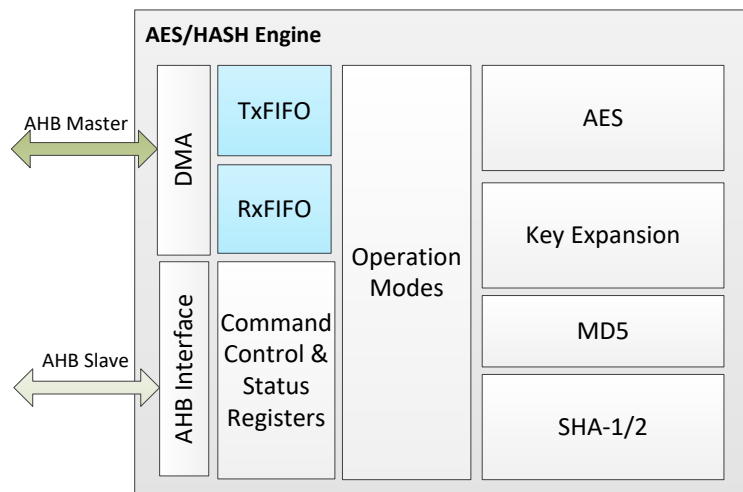 AES/HASH Engine
AHB Master
DMA
TxFIFO
RxFIFO
AHB Slave
AHB Interface
Command
Control &
Status
Registers
Operation
Modes
AES
Key Expansion
MD5
SHA-1/2